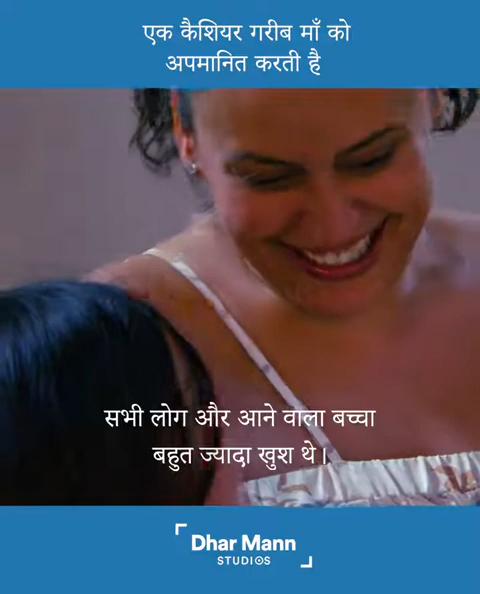 एक कैशियर गरीब माँ को
अपमानित करती है
सभी लोग और आने वाला बच्चा
बहुत ज्यादा खुश थे।
Dhar Mann
STUDIOS